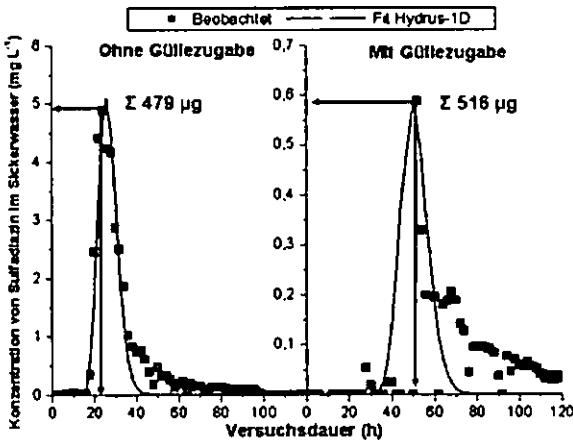 Beobachtet Fit Hydrus-1D
Ohne Güllezugabe
Mit Güllezugabe
Σ 479 µg
Σ 516 µg
Konzentration von Sulfadiazin im Sickerwasser (mg L⁻¹)
6
5
4
3
2
1
0
0,7
0,6
0,5
0,4
0,3
0,2
0,1
0 20 40 60 80 100 0 20 40 60 80 100 120
Versuchsdauer (h)